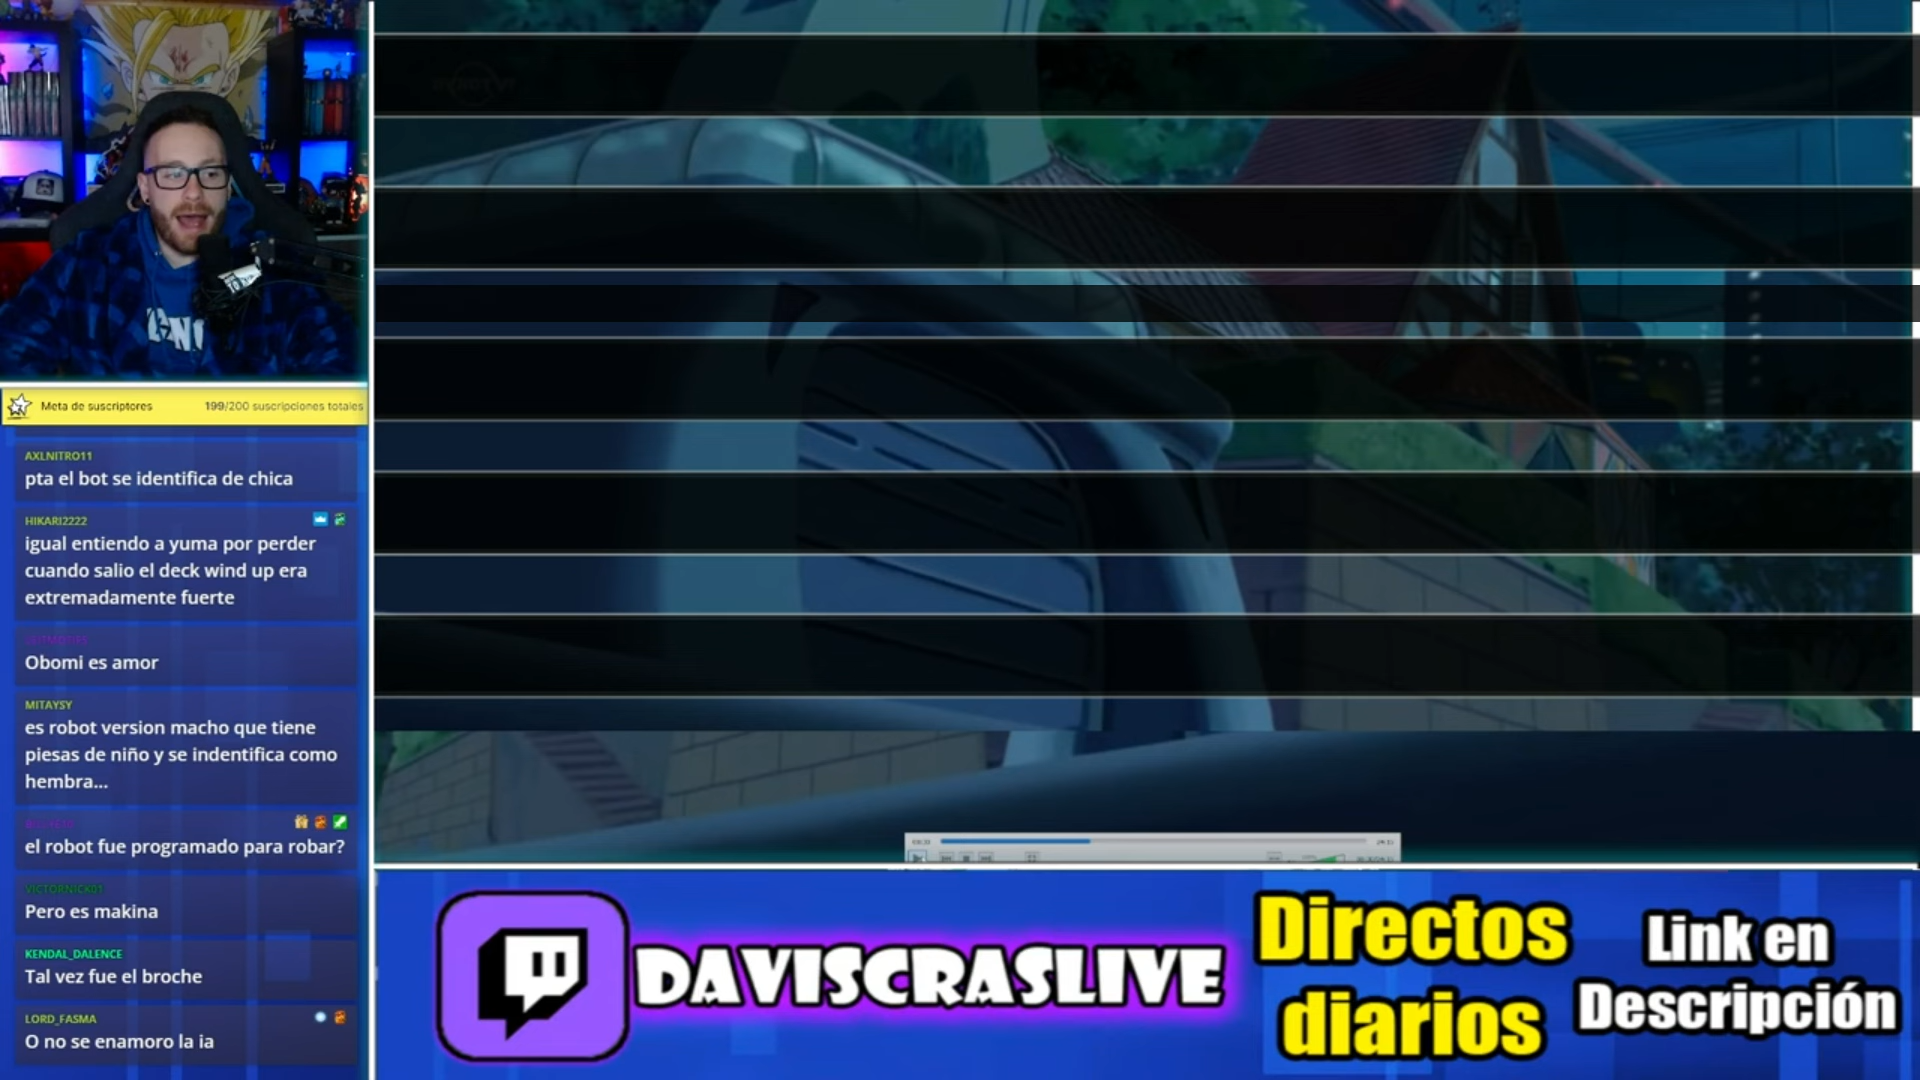 Meta de suscriptores 199/200 suscripciones totales
AXLNITRO11
pta el bot se identifica de chica
HIKARI2222
igual entiendo a yuma por perder
cuando salio el deck wind up era
extremadamente fuerte
Obomi es amor
MITAYSY
es robot version macho que tiene
piesas de niño y se indentifica como
hembra...
el robot fue programado para robar?
VICTORNICK01
Pero es makina
KENDAL_DALENCE
Tal vez fue el broche
LORD_FASMA
O no se enamoro la ia
DAVISCRASLIVE
Directos
diarios
Link en
Descripción